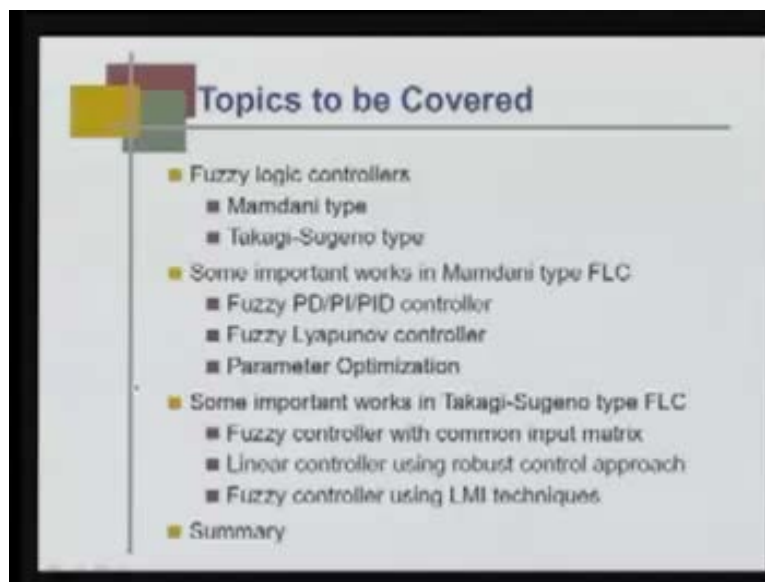 Topics to be Covered
Fuzzy logic controllers
Mamdani type
Takagi-Sugeno type
Some important works in Mamdani type FLC
Fuzzy PD/PI/PID controller
Fuzzy Lyapunov controller
Parameter Optimization
Some important works in Takagi-Sugeno type FLC
Fuzzy controller with common input matrix
Linear controller using robust control approach
Fuzzy controller using LMI techniques
Summary